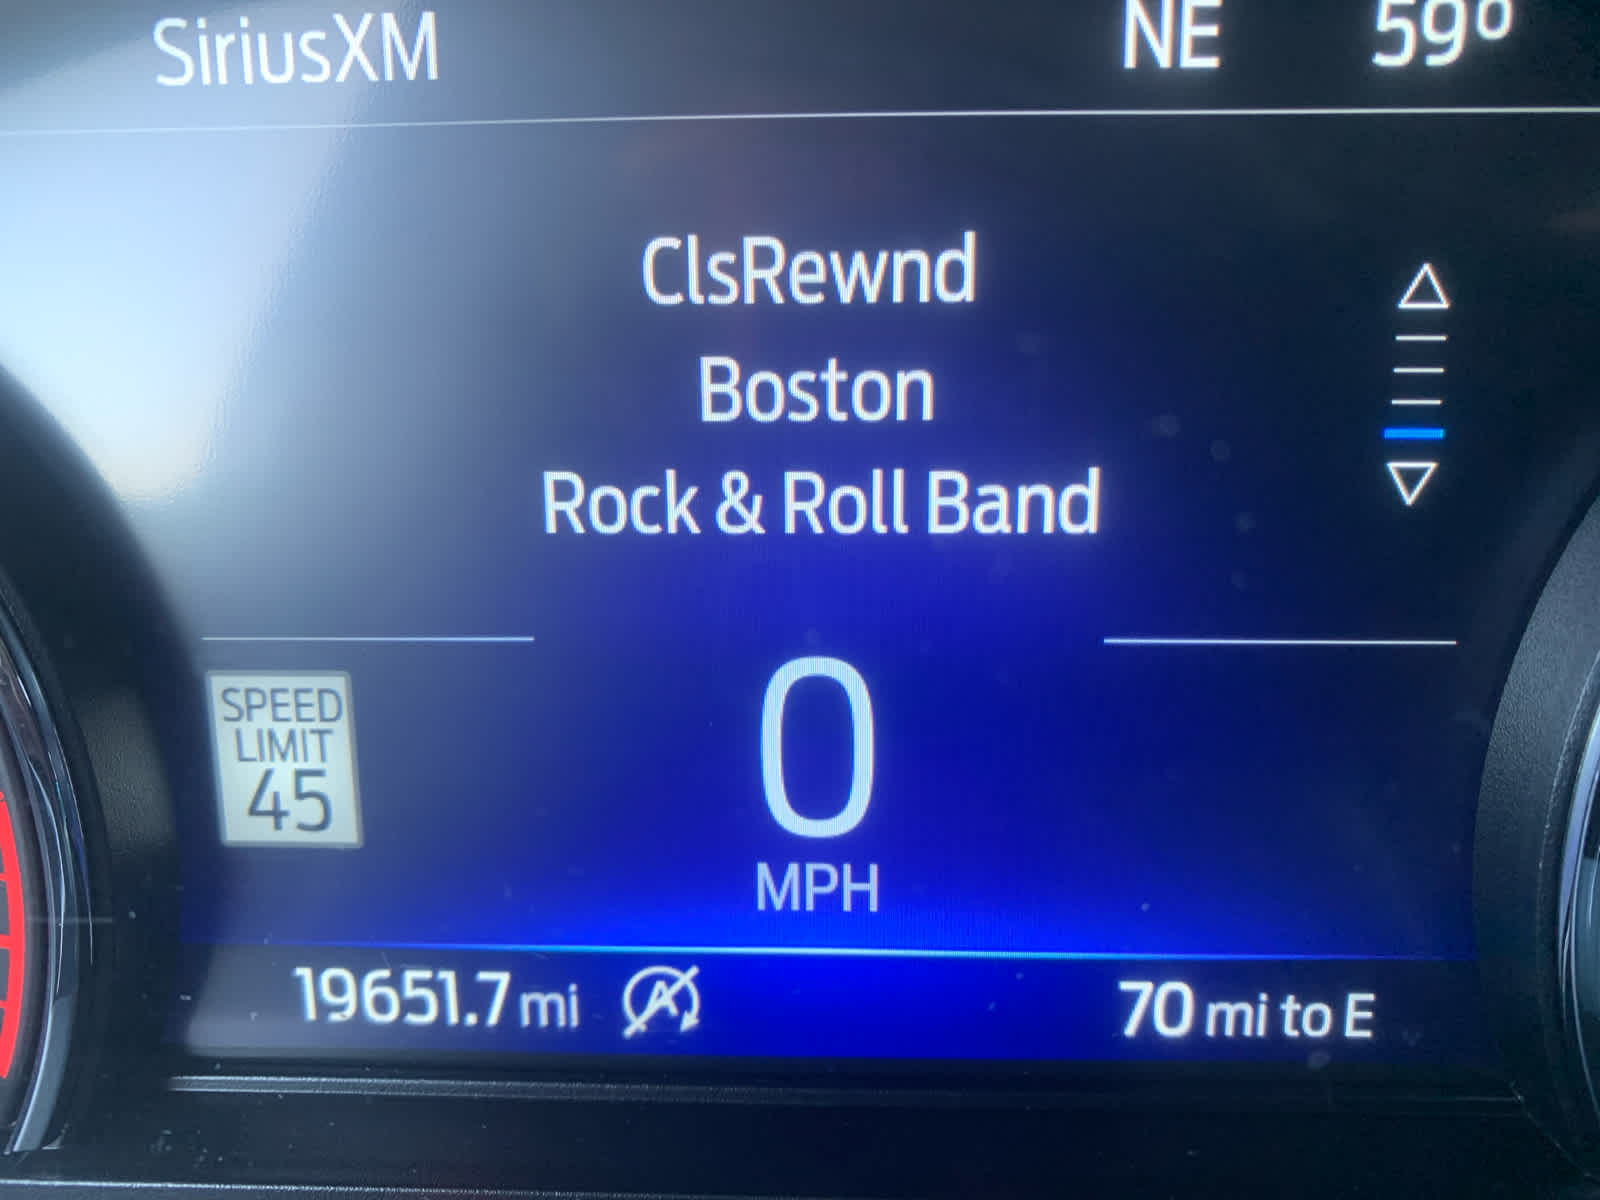 SiriusXM NE 59°
ClsRewnd
Boston
Rock & Roll Band
SPEED
LIMIT
45
0
MPH
19651.7 mi A 70 mi to E